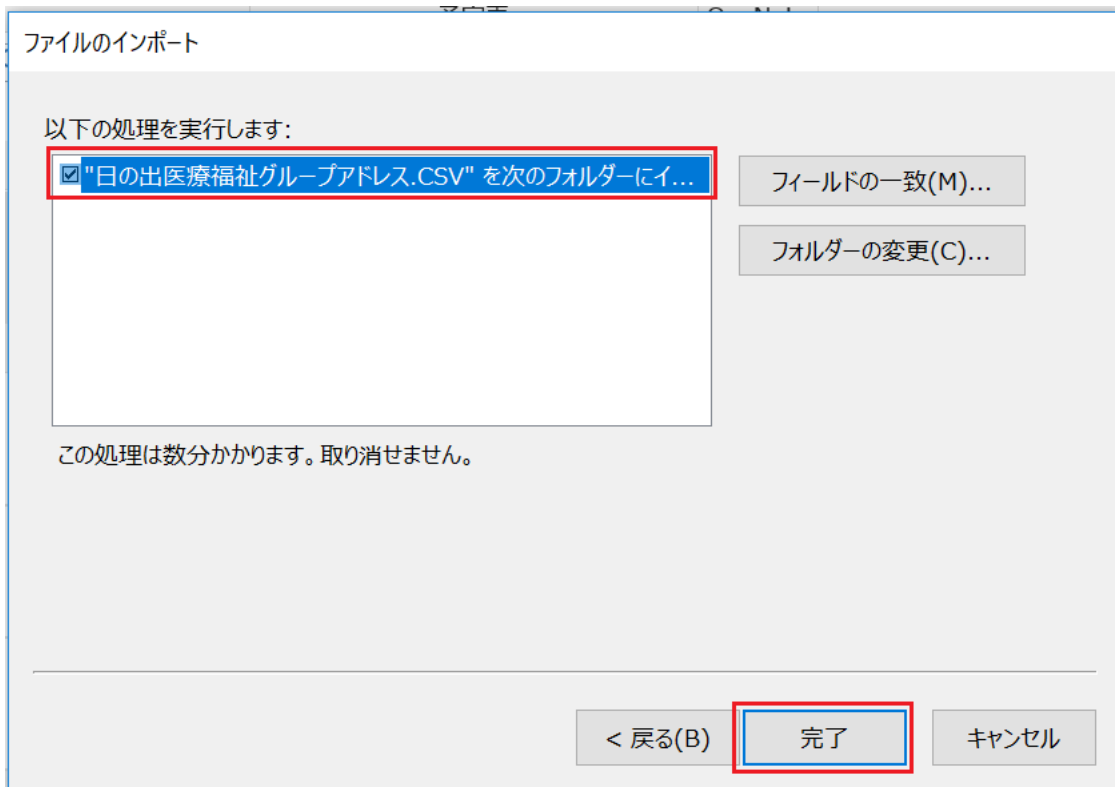 ファイルのインポート
以下の処理を実行します:
"日の出医療福祉グループアドレス.CSV" を次のフォルダーにイ...
フィールドの一致(M)...
フォルダーの変更(C)...
この処理は数分かかります。取り消せません。
< 戻る(B)
完了
キャンセル